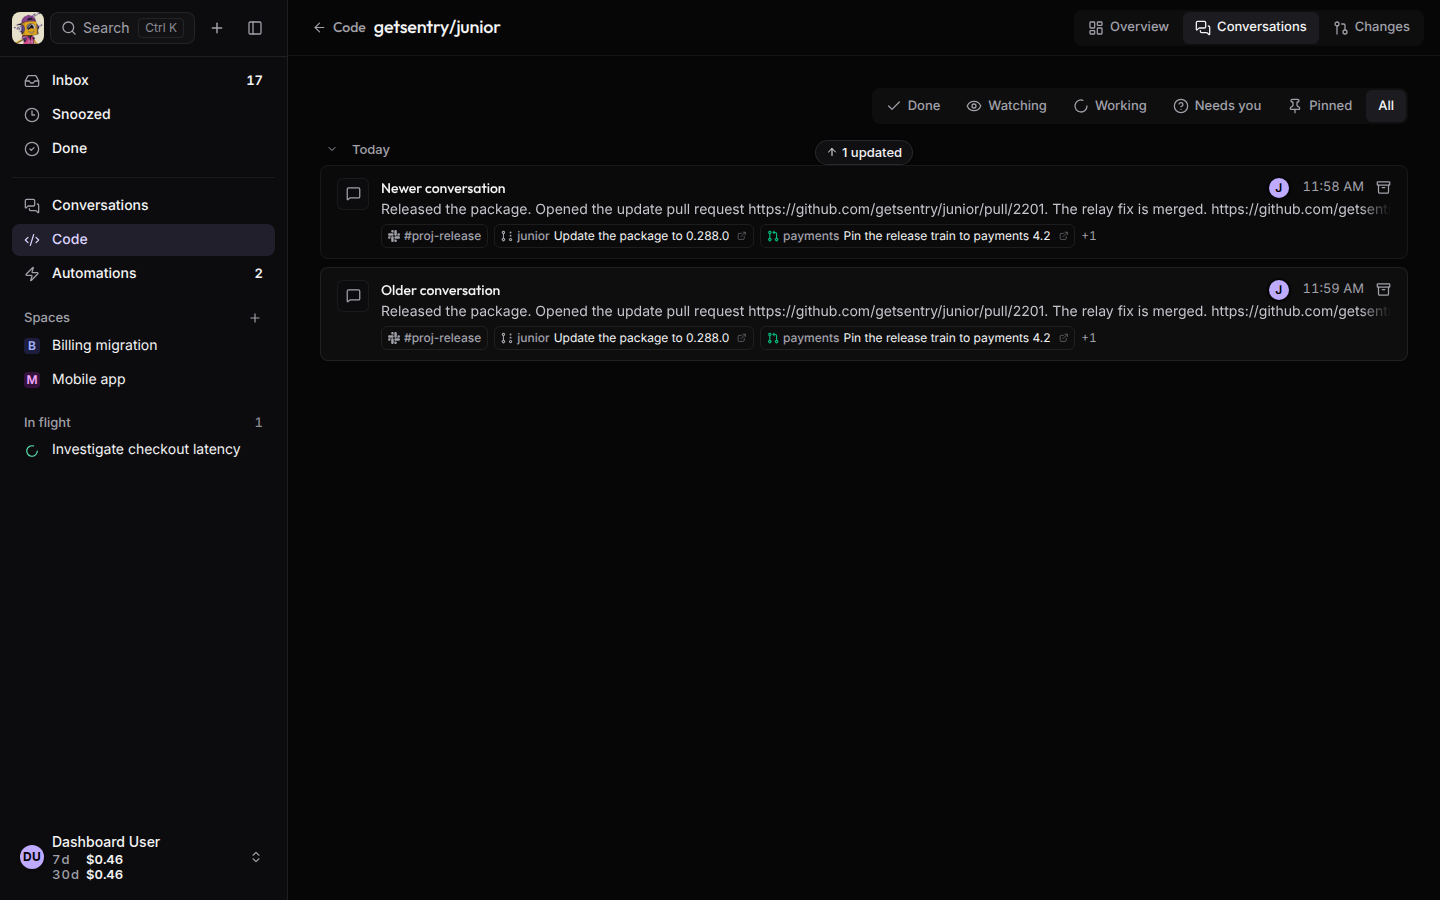 Search Ctrl K
Inbox 17
Snoozed
Done
Conversations
Code
Automations 2
Spaces
B Billing migration
M Mobile app
In flight 1
Investigate checkout latency
DU Dashboard User
7d $0.46
30d $0.46
Code getsentry/junior
Overview Conversations Changes
Done Watching Working Needs you Pinned All
Today
1 updated
Newer conversation J 11:58 AM
Released the package. Opened the update pull request https://github.com/getsentry/junior/pull/2201. The relay fix is merged. https://github.com/getsent
#proj-release junior Update the package to 0.288.0 payments Pin the release train to payments 4.2 +1
Older conversation J 11:59 AM
Released the package. Opened the update pull request https://github.com/getsentry/junior/pull/2201. The relay fix is merged. https://github.com/getsent
#proj-release junior Update the package to 0.288.0 payments Pin the release train to payments 4.2 +1